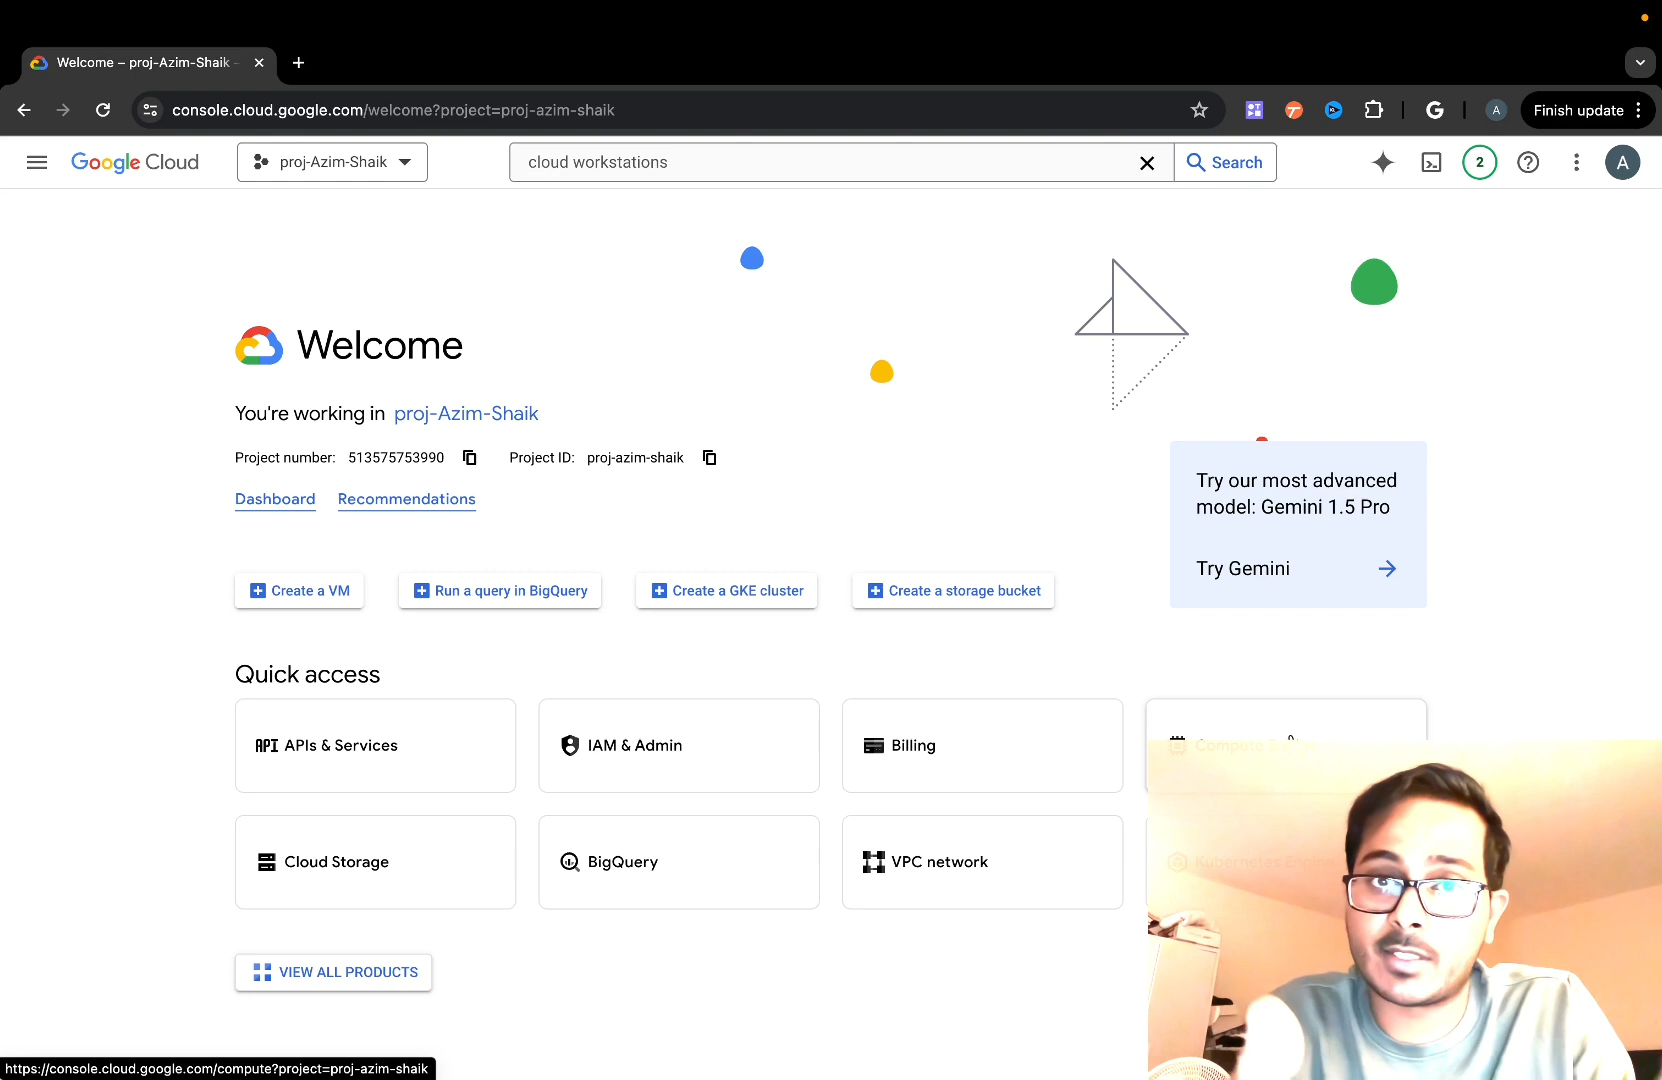 Welcome – proj-Azim-Shaik –
console.cloud.google.com/welcome?project=proj-azim-shaik
A
Finish update
Google Cloud
proj-Azim-Shaik
cloud workstations
Search
2
A
Welcome
You're working in proj-Azim-Shaik
Project number: 513575753990
Project ID: proj-azim-shaik
Dashboard
Recommendations
Try our most advanced
model: Gemini 1.5 Pro
Try Gemini
Create a VM
Run a query in BigQuery
Create a GKE cluster
Create a storage bucket
Quick access
API APIs & Services
IAM & Admin
Billing
Compute
Cloud Storage
BigQuery
VPC network
Kubernetes Engine
VIEW ALL PRODUCTS
https://console.cloud.google.com/compute?project=proj-azim-shaik